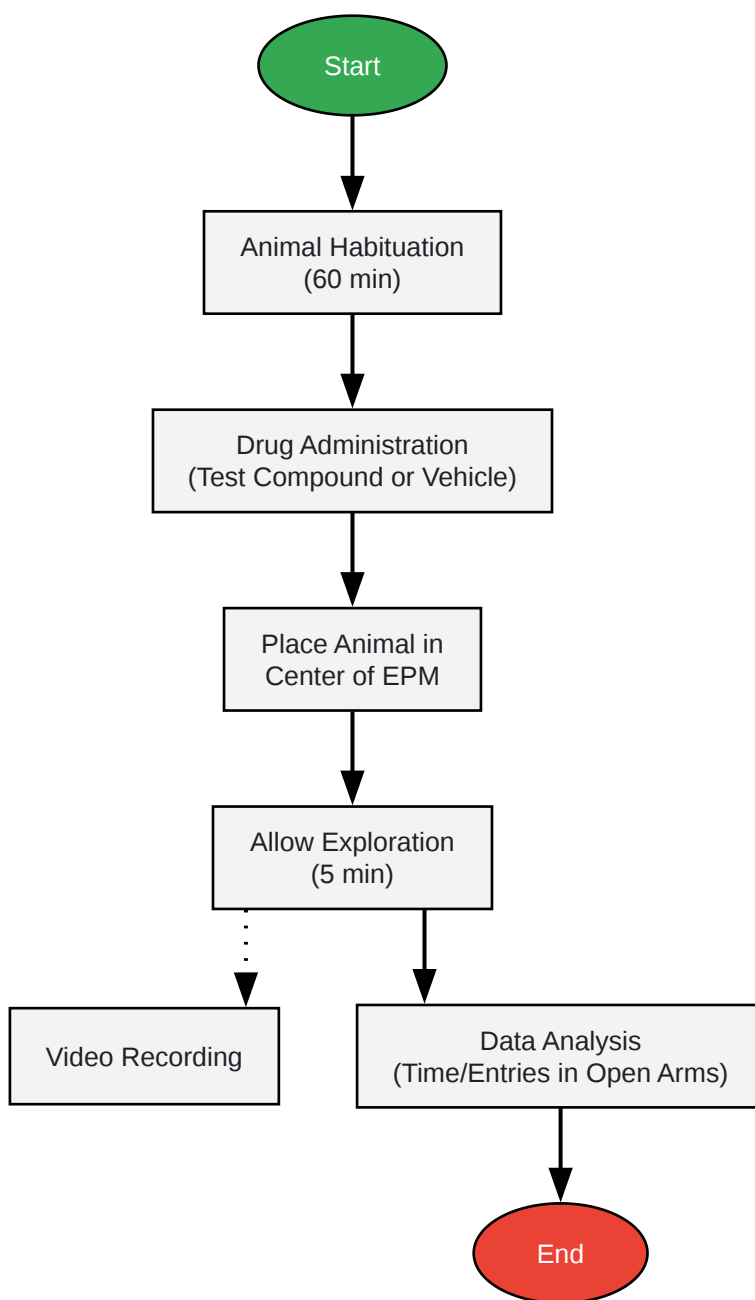 Start
Animal Habituation
(60 min)
Drug Administration
(Test Compound or Vehicle)
Place Animal in
Center of EPM
Allow Exploration
(5 min)
Video Recording
Data Analysis
(Time/Entries in Open Arms)
End